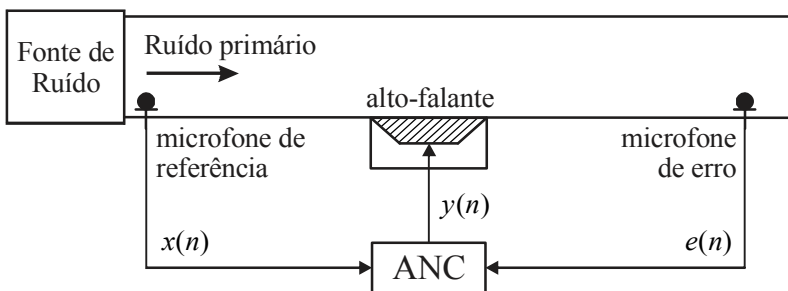 Fonte de
Ruído
Ruído primário
alto-falante
microfone de
referência
microfone
de erro
y(n)
x(n)
e(n)
ANC